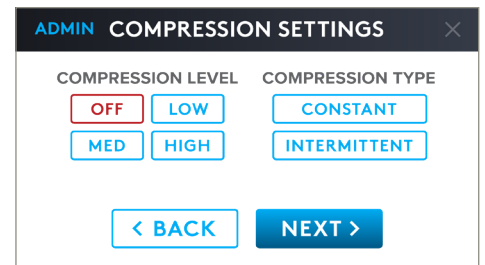 ADMIN COMPRESSION SETTINGS
COMPRESSION LEVEL COMPRESSION TYPE
OFF LOW CONSTANT
MED HIGH INTERMITTENT
< BACK NEXT >